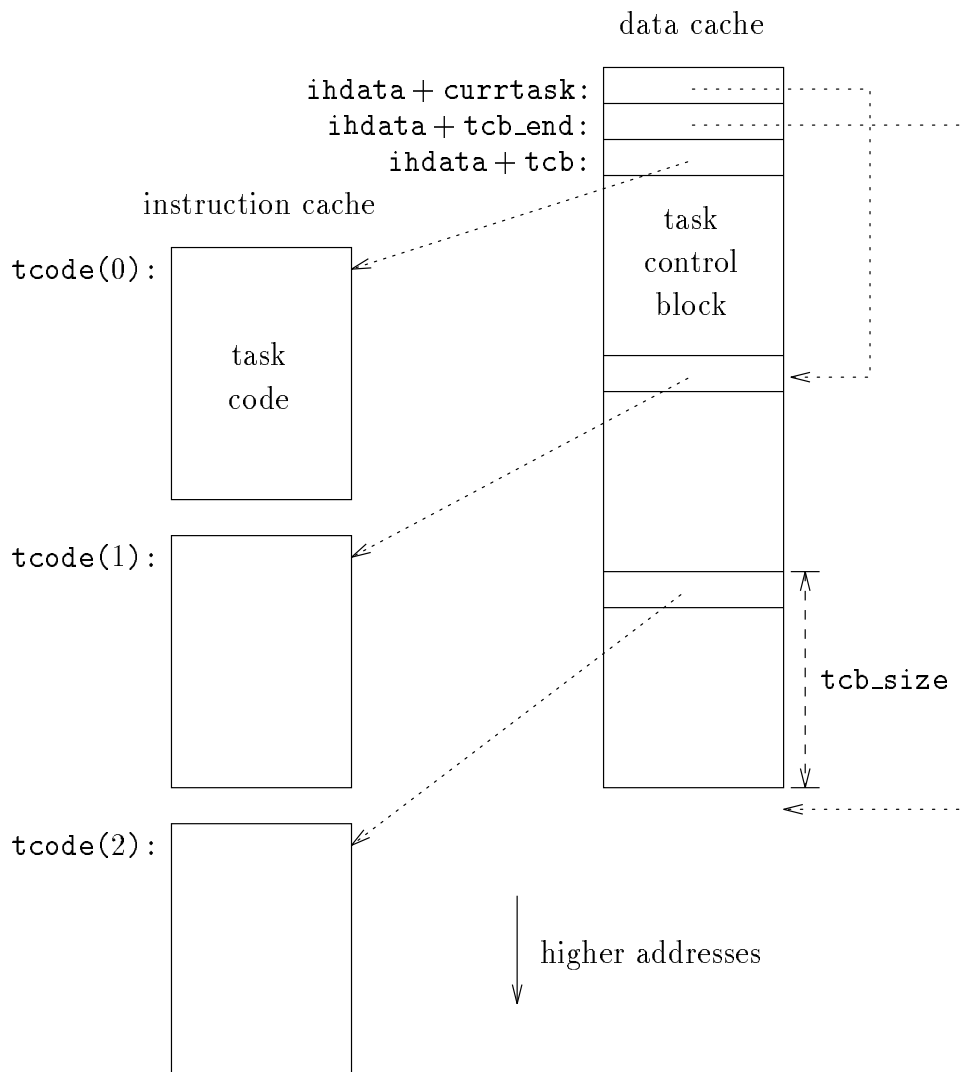 data cache
ihdata + currtask:
ihdata + tcb_end:
ihdata + tcb:
instruction cache
task
control
block
tcode(0):
task
code
tcode(1):
tcb_size
tcode(2):
higher addresses